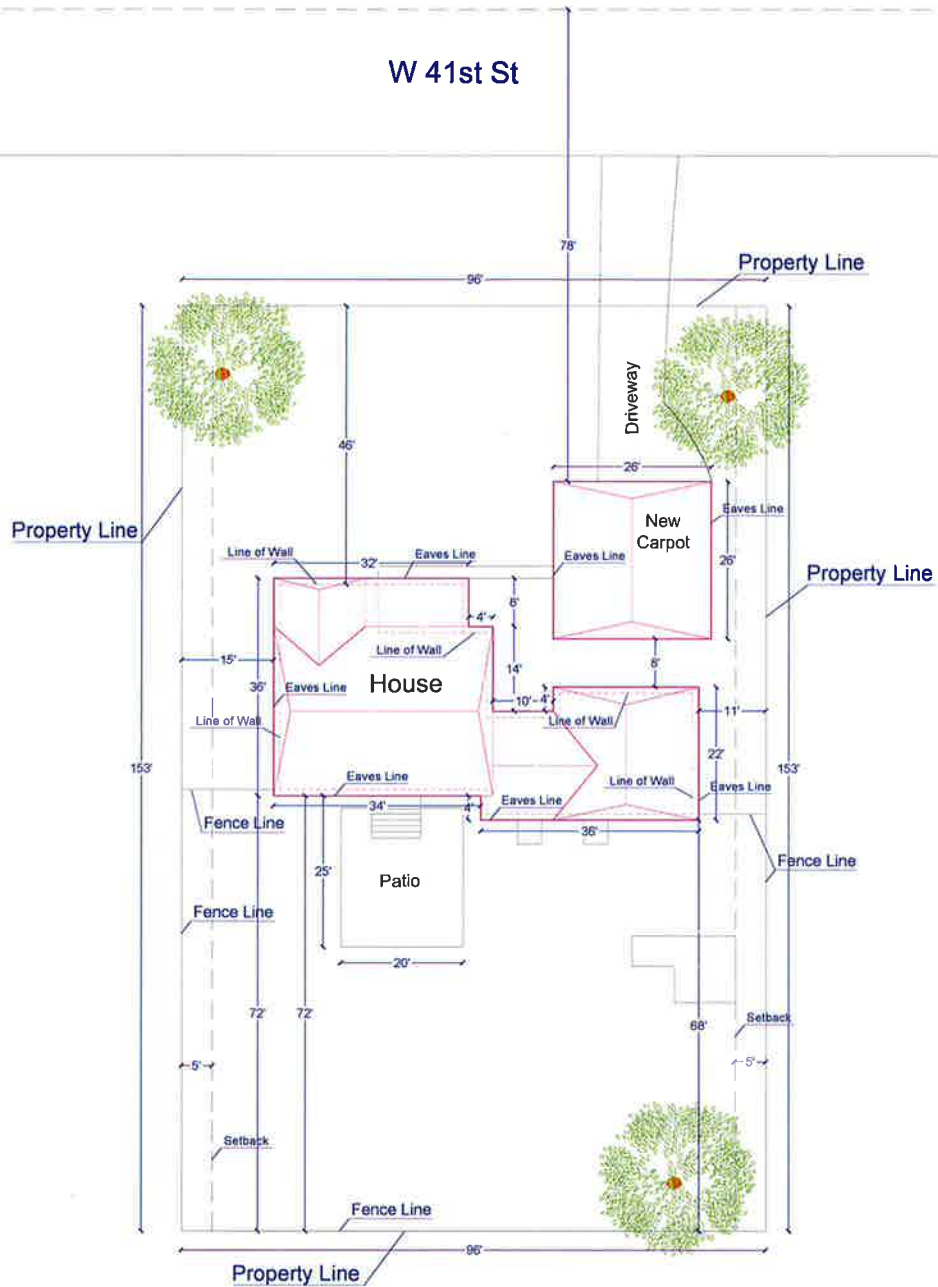 W 41st St
78'
Property Line
96'
Driveway
46'
26'
Property Line
New
Carpot
Eaves Line
Line of Wall
Eaves Line
Eaves Line
26'
32'
Property Line
8'
4'
Line of Wall
15'
14'
8'
36'
Eaves Line
House
10'
4'
Line of Wall
11'
Line of Wall
22'
153'
153'
Eaves Line
Line of Wall
Eaves Line
34'
4'
Eaves Line
36'
Fence Line
25'
Patio
Fence Line
Fence Line
20'
72'
72'
68'
Setback
5'
5'
Setback
Fence Line
96'
Property Line